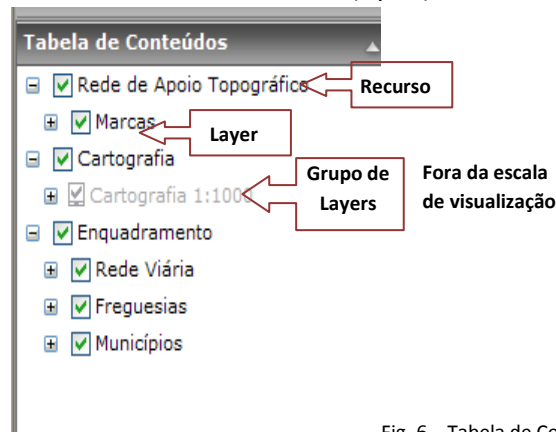 Tabela de Conteúdos
Rede de Apoio Topográfico
Recurso
Marcas
Layer
Cartografia
Cartografia 1:1000
Grupo de
Layers
Fora da escala
de visualização
Enquadramento
Rede Viária
Freguesias
Municípios
Fig. 6 Tabela de Co